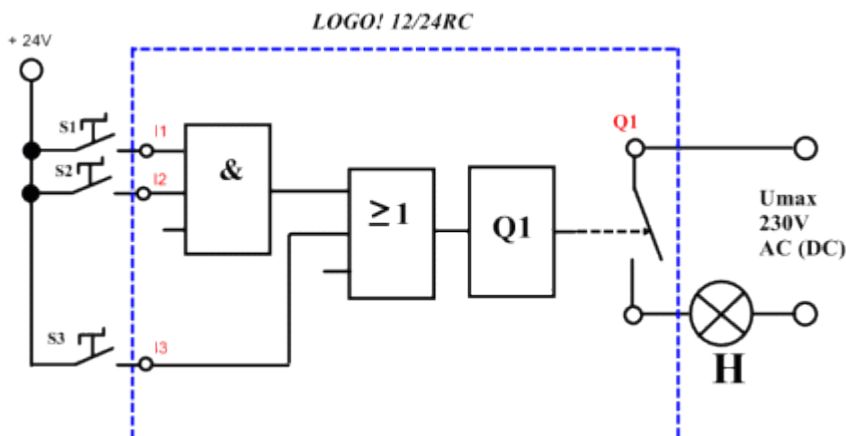 LOGO! 12/24RC
+ 24V
S1
I1
S2
I2
&
≥1
Q1
Q1
Umax
230V
AC (DC)
S3
I3
H